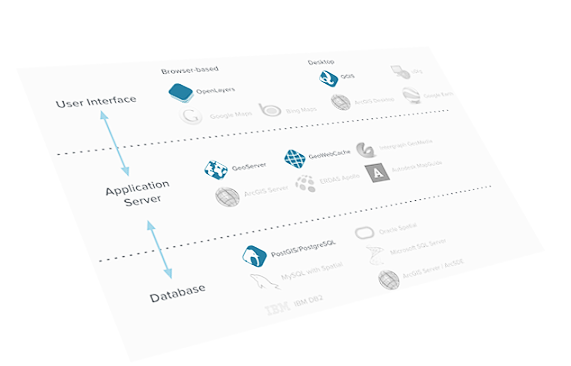 Browser-based
Desktop
User Interface
OpenLayers
QGIS
uDig
Google Maps
Bing Maps
ArcGIS Desktop
Google Earth
Application
Server
GeoServer
GeoWebCache
Intergraph GeoMedia
ArcGIS Server
ERDAS Apollo
Autodesk MapGuide
Database
PostGIS/PostgreSQL
Oracle Spatial
MySQL with Spatial
Microsoft SQL Server
IBM
IBM DB2
ArcGIS Server / ArcSDE